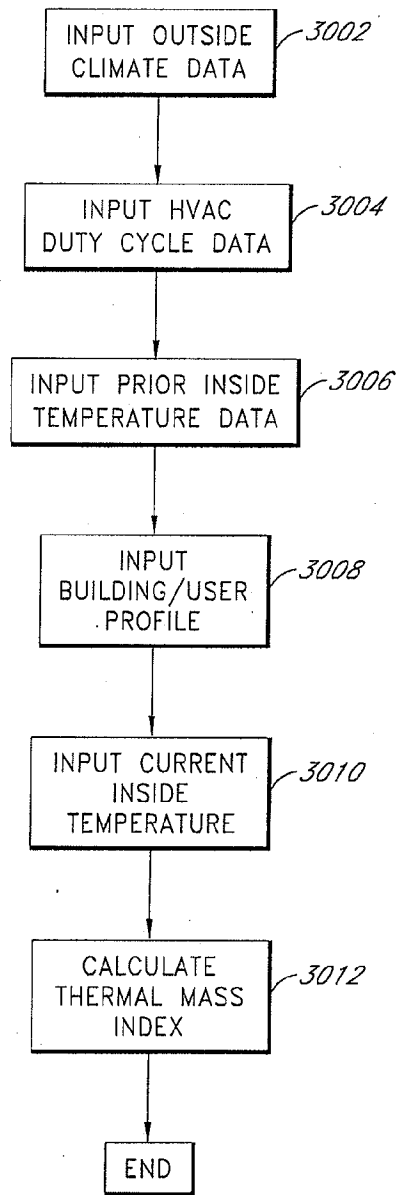 INPUT OUTSIDE
CLIMATE DATA
3002
INPUT HVAC
DUTY CYCLE DATA
3004
INPUT PRIOR INSIDE
TEMPERATURE DATA
3006
INPUT
BUILDING/USER
PROFILE
3008
INPUT CURRENT
INSIDE
TEMPERATURE
3010
CALCULATE
THERMAL MASS
INDEX
3012
END